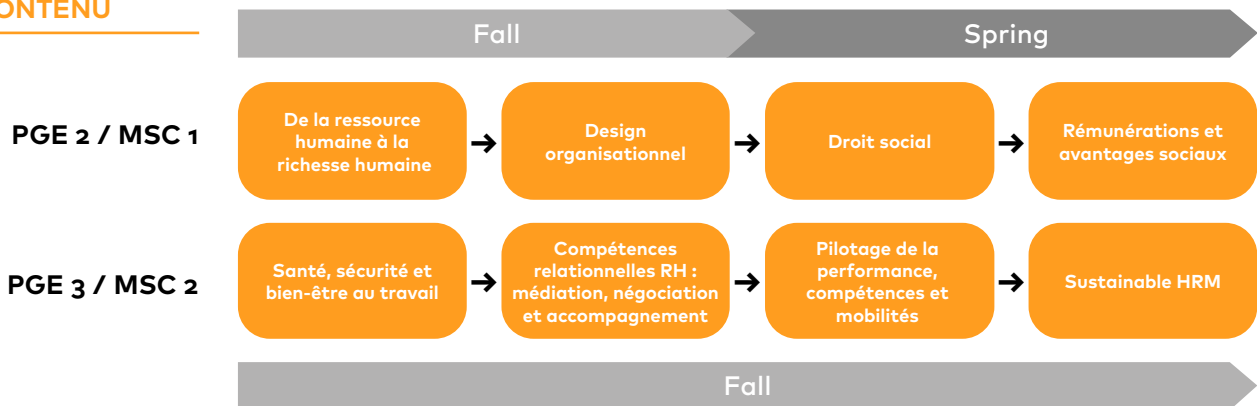 ONTENU
Fall
Spring
PGE 2 / MSC 1
De la ressource
humaine à la
richesse humaine
→
Design
organisationnel
→
Droit social
→
Rémunérations et
avantages sociaux
PGE 3 / MSC 2
Santé, sécurité et
bien-être au travail
→
Compétences
relationnelles RH :
médiation, négociation
et accompagnement
→
Pilotage de la
performance,
compétences et
mobilités
→
Sustainable HRM
Fall